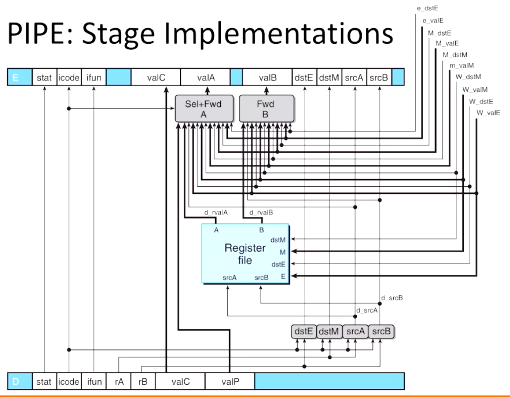 PIPE: Stage Implementations
e_dstE
e_valE
M_dstE
M_valE
M_dstM
m_valM
W_dstM
W_valM
W_dstE
W_valE
E stat icode ifun valC valA valB dstE dstM srcA srcB
Sel+Fwd
A
Fwd
B
d_rvalA
d_rvalB
A B
Register
file
dstM
M
dstE
E
srcA srcB
d_srcB
d_srcA
dstE dstM srcA srcB
D stat icode ifun rA rB valC valP